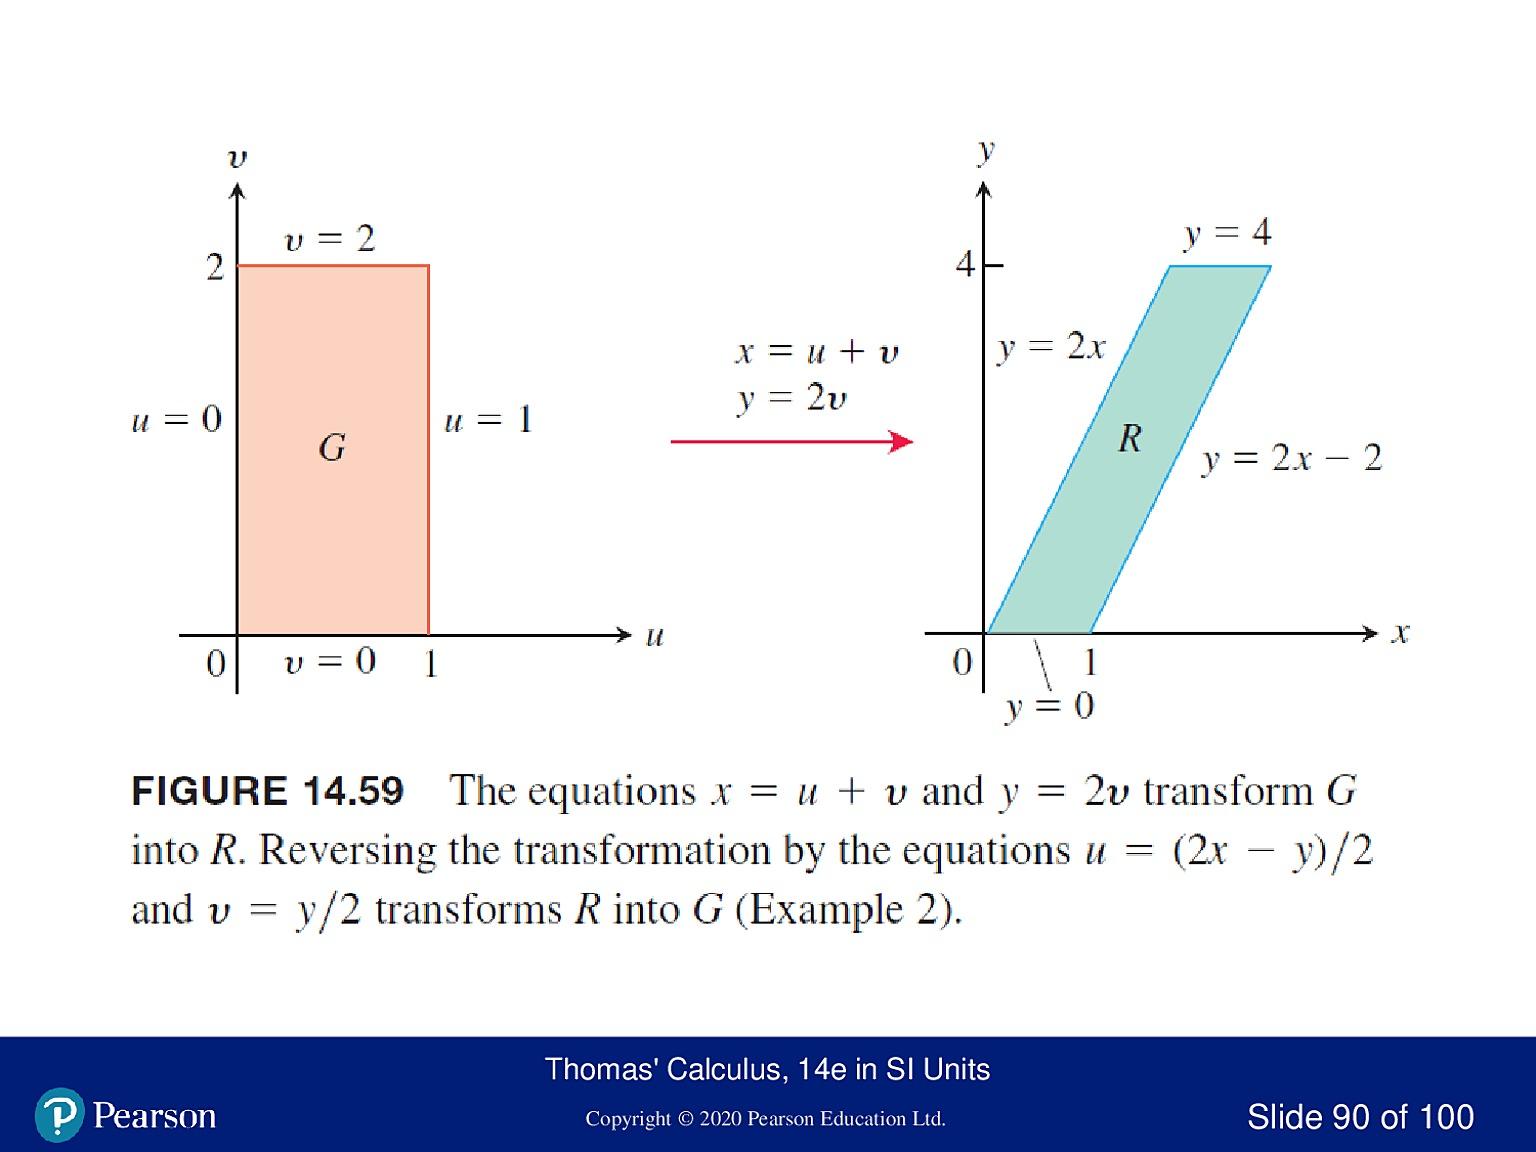 υ
υ = 2
2
u = 0
G
u = 1
0
υ = 0
1
u
x = u + υ
y = 2υ
y
y = 4
4
y = 2x
R
y = 2x − 2
0
1
x
y = 0
FIGURE 14.59 The equations x = u + υ and y = 2υ transform G
into R. Reversing the transformation by the equations u = (2x − y)/2
and υ = y/2 transforms R into G (Example 2).
Thomas' Calculus, 14e in SI Units
Pearson
Copyright © 2020 Pearson Education Ltd.
Slide 90 of 100